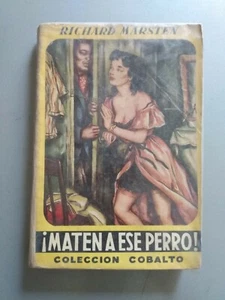 RICHARD MARSTEN
¡MATEN A ESE PERRO!
COLECCION COBALTO